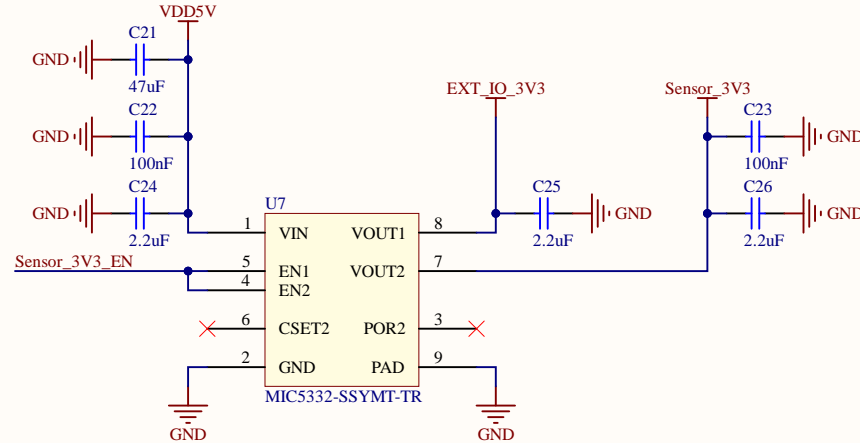 VDD5V
C21
GND
47uF
C22
GND
100nF
C24
GND
2.2uF
EXT_IO_3V3
C25
GND
2.2uF
Sensor_3V3
C23
GND
100nF
C26
GND
2.2uF
U7
1 VIN VOUT1 8
Sensor_3V3_EN
5 EN1 VOUT2 7
4 EN2
6 CSET2 POR2 3
2 GND PAD 9
MIC5332-SSYMT-TR
GND
GND